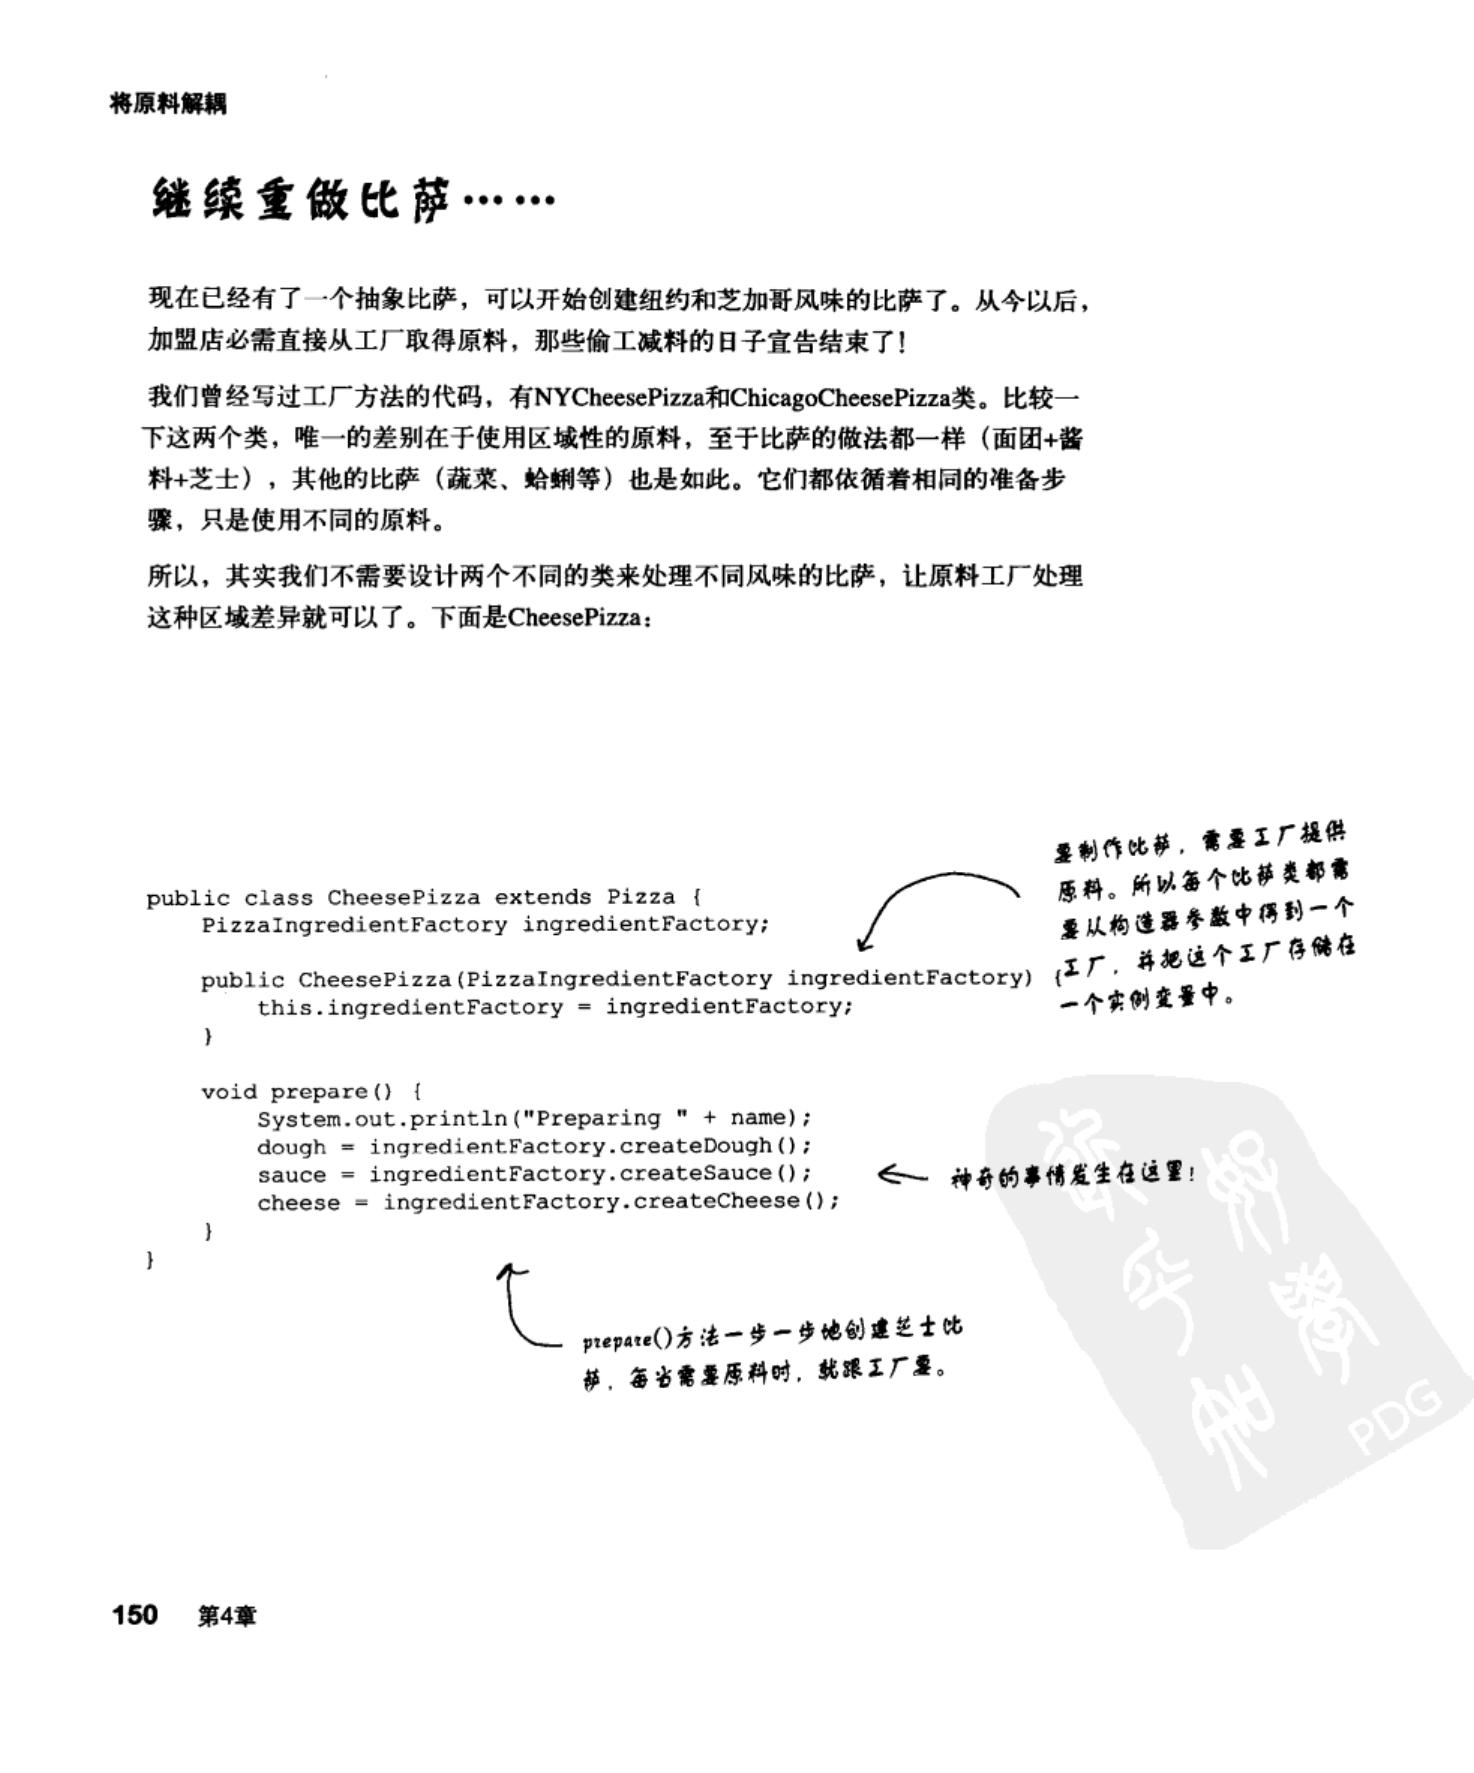 将原料解耦
继续重做比萨……
现在已经有了一个抽象比萨，可以开始创建纽约和芝加哥风味的比萨了。从今以后，
加盟店必需直接从工厂取得原料，那些偷工减料的日子宣告结束了！
我们曾经写过工厂方法的代码，有NYCheesePizza和ChicagoCheesePizza类。比较一
下这两个类，唯一的差别在于使用区域性的原料，至于比萨的做法都一样（面团+酱
料+芝士），其他的比萨（蔬菜、蛤蜊等）也是如此。它们都依循着相同的准备步
骤，只是使用不同的原料。
所以，其实我们不需要设计两个不同的类来处理不同风味的比萨，让原料工厂处理
这种区域差异就可以了。下面是CheesePizza：
要制作比萨，需要工厂提供
原料。所以每个比萨类都需
要从构造器参数中得到一个
工厂，并把这个工厂存储在
一个实例变量中。
public class CheesePizza extends Pizza {
    PizzaIngredientFactory ingredientFactory;
    public CheesePizza(PizzaIngredientFactory ingredientFactory) {
        this.ingredientFactory = ingredientFactory;
    }
    void prepare() {
        System.out.println("Preparing " + name);
        dough = ingredientFactory.createDough();
        sauce = ingredientFactory.createSauce();
        cheese = ingredientFactory.createCheese();
    }
}
神奇的事情发生在这里！
prepare()方法一步一步地创建芝士比
萨，每当需要原料时，就跟工厂要。
PDG
150 第4章